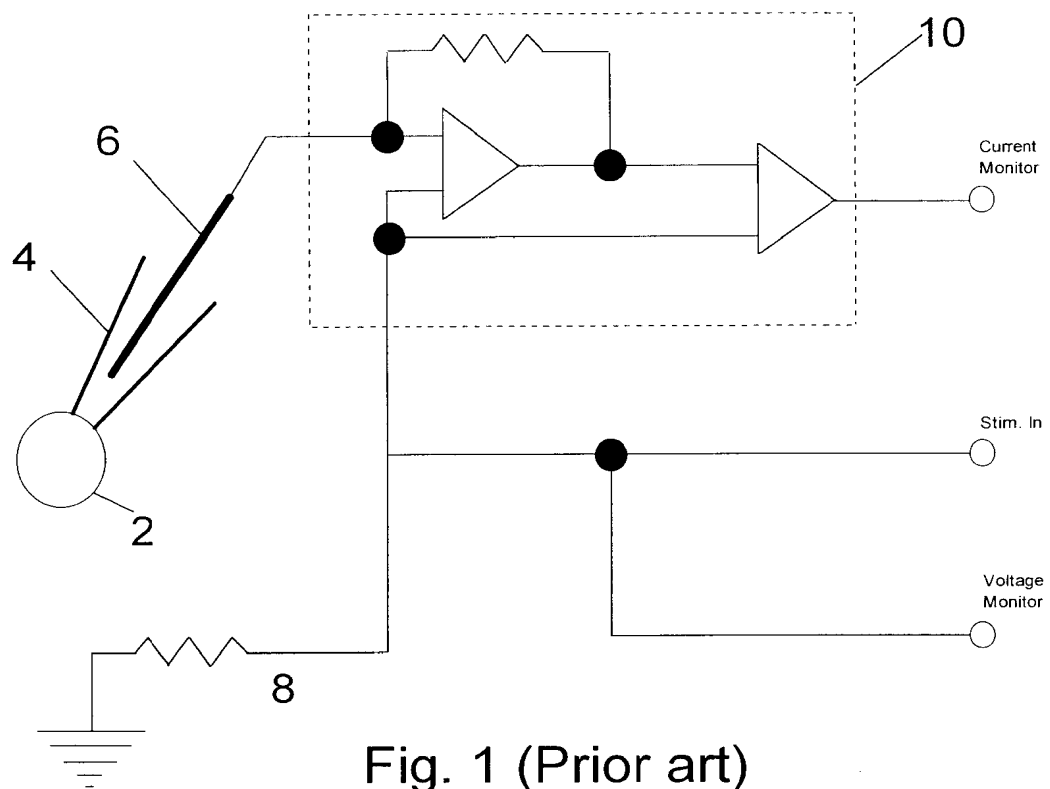 10
6
Current
Monitor
4
Stim. In
2
Voltage
Monitor
8
Fig. 1 (Prior art)